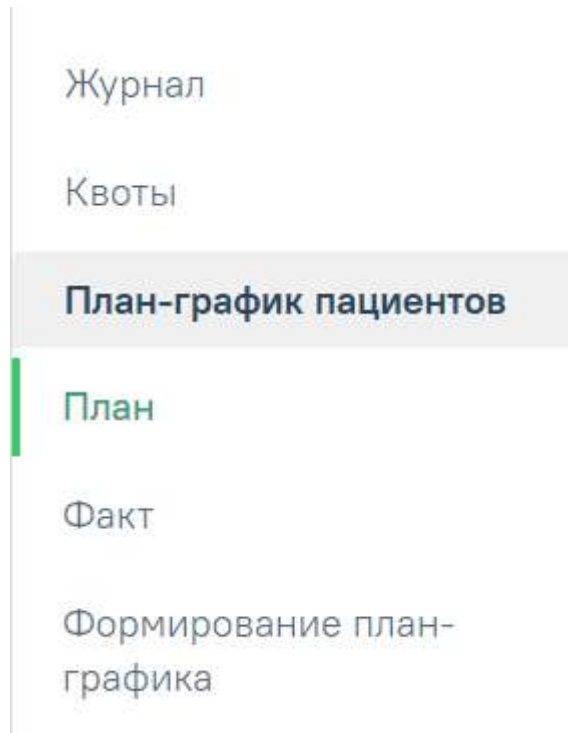 Журнал
Квоты
План-график пациентов
План
Факт
Формирование план-
графика